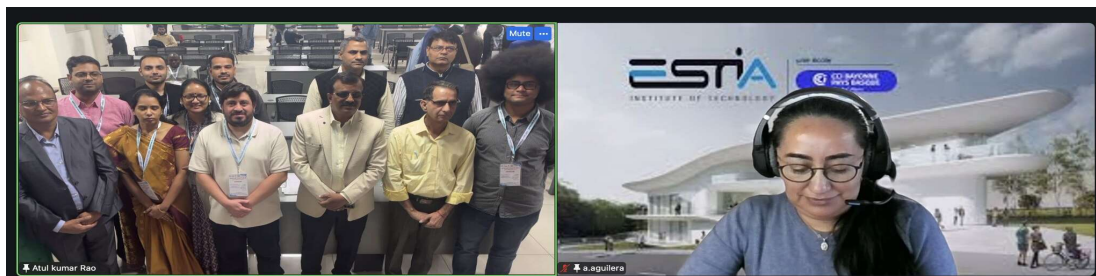 Mute
Atul kumar Rao
ESTIA
INSTITUTE OF TECHNOLOGY
CCI BAYONNE
PAYS BASQUE
a.aguilera